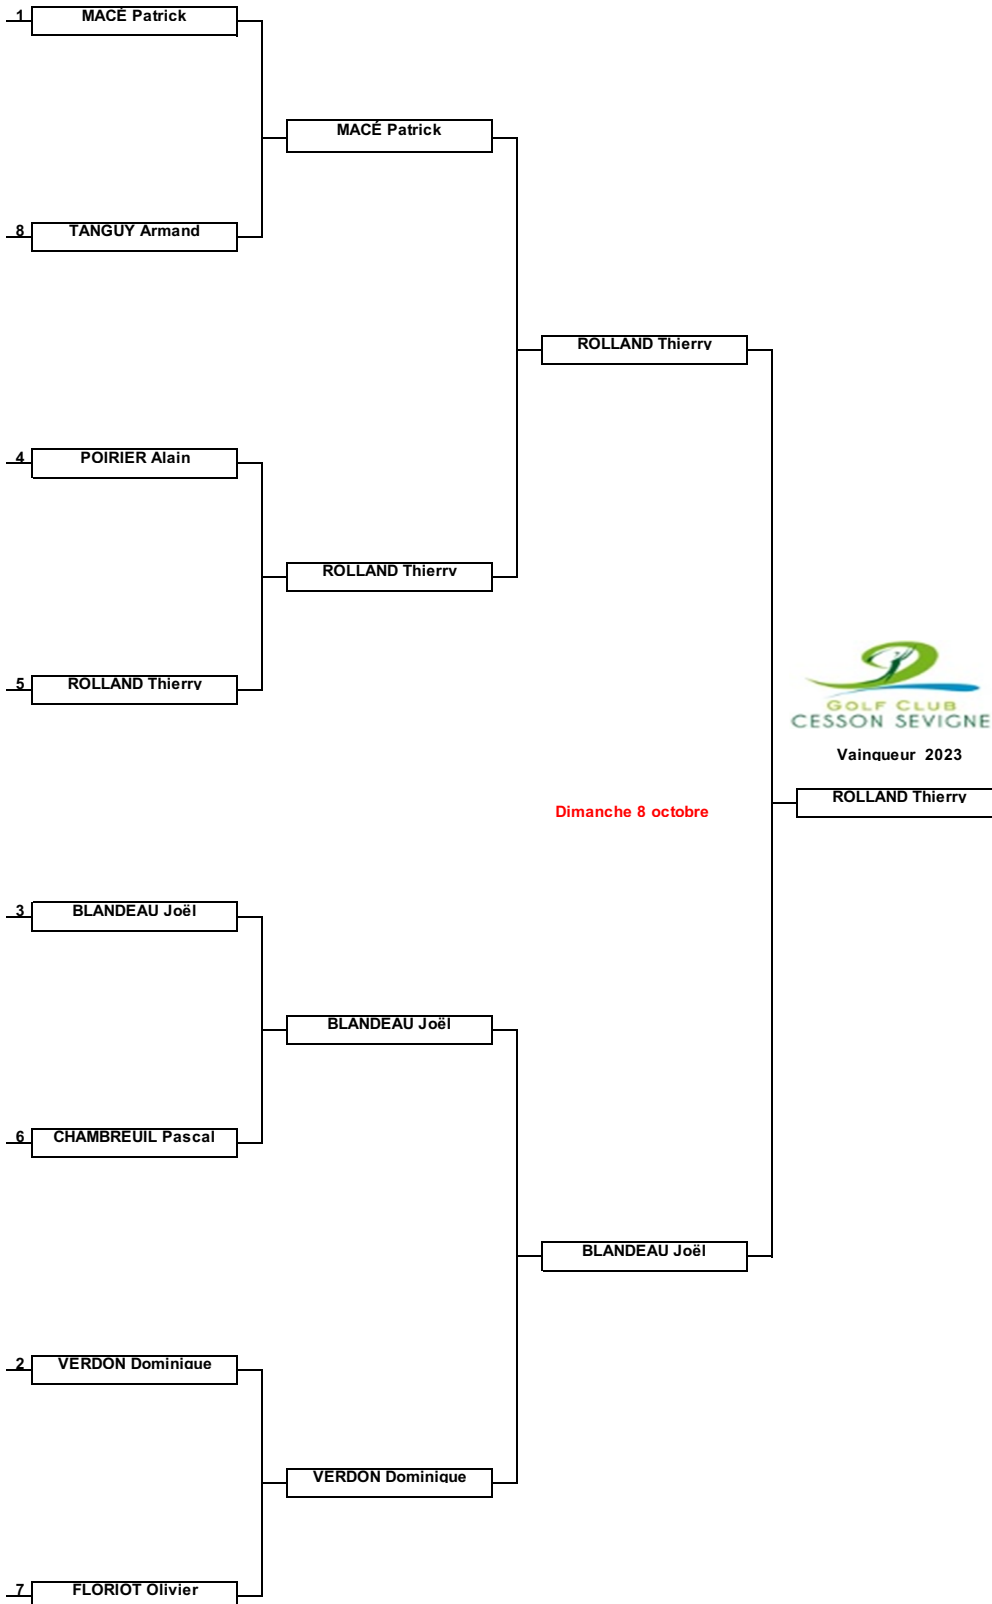 1 MACÉ Patrick
MACÉ Patrick
8 TANGUY Armand
ROLLAND Thierry
4 POIRIER Alain
ROLLAND Thierry
5 ROLLAND Thierry
GOLF CLUB
CESSON SEVIGNE
Vainqueur 2023
ROLLAND Thierry
Dimanche 8 octobre
3 BLANDEAU Joël
BLANDEAU Joël
6 CHAMBREUIL Pascal
BLANDEAU Joël
2 VERDON Dominique
VERDON Dominique
7 FLORIOT Olivier